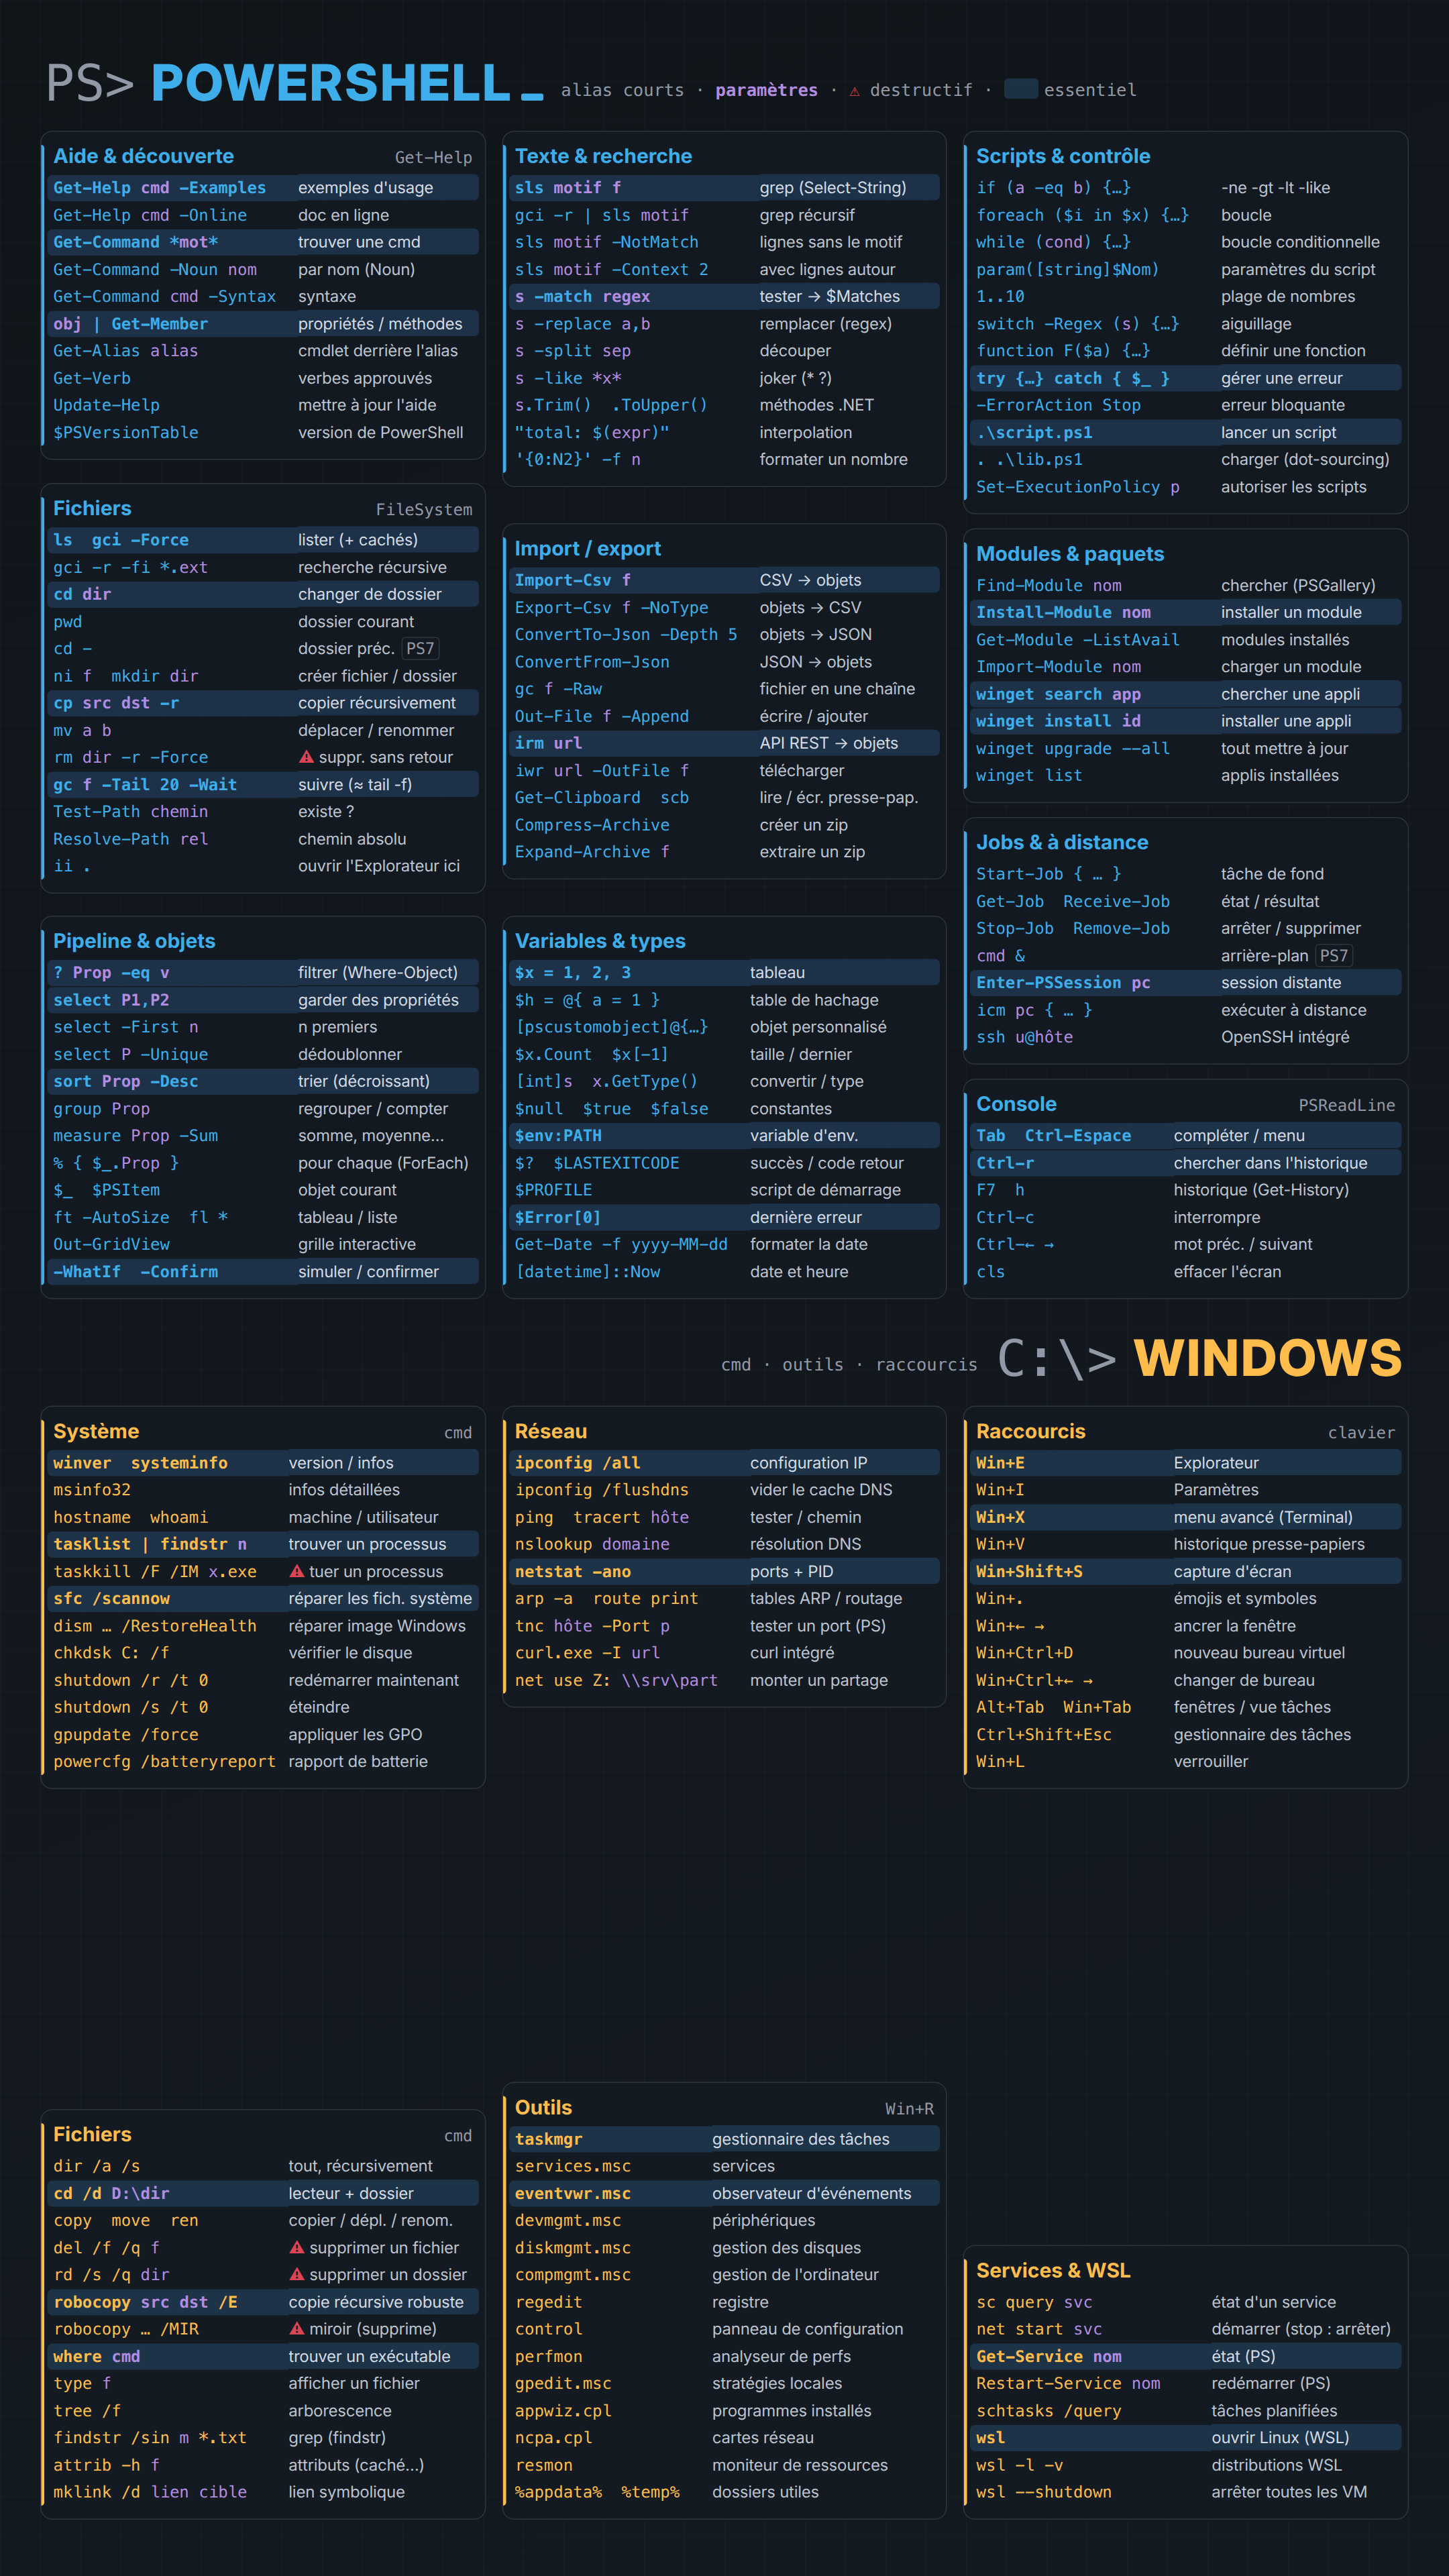 PS> POWERSHELL_ alias courts · paramètres · ⚠ destructif · essentiel
Aide & découverte Get-Help
Get-Help cmd -Examples exemples d'usage
Get-Help cmd -Online doc en ligne
Get-Command *mot* trouver une cmd
Get-Command -Noun nom par nom (Noun)
Get-Command cmd -Syntax syntaxe
obj | Get-Member propriétés / méthodes
Get-Alias alias cmdlet derrière l'alias
Get-Verb verbes approuvés
Update-Help mettre à jour l'aide
$PSVersionTable version de PowerShell
Fichiers FileSystem
ls gci -Force lister (+ cachés)
gci -r -fi *.ext recherche récursive
cd dir changer de dossier
pwd dossier courant
cd - dossier préc. PS7
ni f mkdir dir créer fichier / dossier
cp src dst -r copier récursivement
mv a b déplacer / renommer
rm dir -r -Force ⚠ suppr. sans retour
gc f -Tail 20 -Wait suivre (≈ tail -f)
Test-Path chemin existe ?
Resolve-Path rel chemin absolu
ii . ouvrir l'Explorateur ici
Pipeline & objets
? Prop -eq v filtrer (Where-Object)
select P1,P2 garder des propriétés
select -First n n premiers
select P -Unique dédoublonner
sort Prop -Desc trier (décroissant)
group Prop regrouper / compter
measure Prop -Sum somme, moyenne…
% { $_.Prop } pour chaque (ForEach)
$_ $PSItem objet courant
ft -AutoSize fl * tableau / liste
Out-GridView grille interactive
-WhatIf -Confirm simuler / confirmer
Texte & recherche
sls motif f grep (Select-String)
gci -r | sls motif grep récursif
sls motif -NotMatch lignes sans le motif
sls motif -Context 2 avec lignes autour
s -match regex tester → $Matches
s -replace a,b remplacer (regex)
s -split sep découper
s -like *x* joker (* ?)
s.Trim() .ToUpper() méthodes .NET
"total: $(expr)" interpolation
'{0:N2}' -f n formater un nombre
Import / export
Import-Csv f CSV → objets
Export-Csv f -NoType objets → CSV
ConvertTo-Json -Depth 5 objets → JSON
ConvertFrom-Json JSON → objets
gc f -Raw fichier en une chaîne
Out-File f -Append écrire / ajouter
irm url API REST → objets
iwr url -OutFile f télécharger
Get-Clipboard scb lire / écr. presse-pap.
Compress-Archive créer un zip
Expand-Archive f extraire un zip
Variables & types
$x = 1, 2, 3 tableau
$h = @{ a = 1 } table de hachage
[pscustomobject]@{…} objet personnalisé
$x.Count $x[-1] taille / dernier
[int]s x.GetType() convertir / type
$null $true $false constantes
$env:PATH variable d'env.
$? $LASTEXITCODE succès / code retour
$PROFILE script de démarrage
$Error[0] dernière erreur
Get-Date -f yyyy-MM-dd formater la date
[datetime]::Now date et heure
Scripts & contrôle
if (a -eq b) {…} -ne -gt -lt -like
foreach ($i in $x) {…} boucle
while (cond) {…} boucle conditionnelle
param([string]$Nom) paramètres du script
1..10 plage de nombres
switch -Regex (s) {…} aiguillage
function F($a) {…} définir une fonction
try {…} catch { $_ } gérer une erreur
-ErrorAction Stop erreur bloquante
.\script.ps1 lancer un script
. .\lib.ps1 charger (dot-sourcing)
Set-ExecutionPolicy p autoriser les scripts
Modules & paquets
Find-Module nom chercher (PSGallery)
Install-Module nom installer un module
Get-Module -ListAvail modules installés
Import-Module nom charger un module
winget search app chercher une appli
winget install id installer une appli
winget upgrade --all tout mettre à jour
winget list applis installées
Jobs & à distance
Start-Job { … } tâche de fond
Get-Job Receive-Job état / résultat
Stop-Job Remove-Job arrêter / supprimer
cmd & arrière-plan PS7
Enter-PSSession pc session distante
icm pc { … } exécuter à distance
ssh u@hôte OpenSSH intégré
Console PSReadLine
Tab Ctrl-Espace compléter / menu
Ctrl-r chercher dans l'historique
F7 h historique (Get-History)
Ctrl-c interrompre
Ctrl-← → mot préc. / suivant
cls effacer l'écran
cmd · outils · raccourcis C:\> WINDOWS
Système cmd
winver systeminfo version / infos
msinfo32 infos détaillées
hostname whoami machine / utilisateur
tasklist | findstr n trouver un processus
taskkill /F /IM x.exe ⚠ tuer un processus
sfc /scannow réparer les fich. système
dism … /RestoreHealth réparer image Windows
chkdsk C: /f vérifier le disque
shutdown /r /t 0 redémarrer maintenant
shutdown /s /t 0 éteindre
gpupdate /force appliquer les GPO
powercfg /batteryreport rapport de batterie
Fichiers cmd
dir /a /s tout, récursivement
cd /d D:\dir lecteur + dossier
copy move ren copier / dépl. / renom.
del /f /q f ⚠ supprimer un fichier
rd /s /q dir ⚠ supprimer un dossier
robocopy src dst /E copie récursive robuste
robocopy … /MIR ⚠ miroir (supprime)
where cmd trouver un exécutable
type f afficher un fichier
tree /f arborescence
findstr /sin m *.txt grep (findstr)
attrib -h f attributs (caché…)
mklink /d lien cible lien symbolique
Réseau
ipconfig /all configuration IP
ipconfig /flushdns vider le cache DNS
ping tracert hôte tester / chemin
nslookup domaine résolution DNS
netstat -ano ports + PID
arp -a route print tables ARP / routage
tnc hôte -Port p tester un port (PS)
curl.exe -I url curl intégré
net use Z: \\srv\part monter un partage
Outils Win+R
taskmgr gestionnaire des tâches
services.msc services
eventvwr.msc observateur d'événements
devmgmt.msc périphériques
diskmgmt.msc gestion des disques
compmgmt.msc gestion de l'ordinateur
regedit registre
control panneau de configuration
perfmon analyseur de perfs
gpedit.msc stratégies locales
appwiz.cpl programmes installés
ncpa.cpl cartes réseau
resmon moniteur de ressources
%appdata% %temp% dossiers utiles
Raccourcis clavier
Win+E Explorateur
Win+I Paramètres
Win+X menu avancé (Terminal)
Win+V historique presse-papiers
Win+Shift+S capture d'écran
Win+. émojis et symboles
Win+← → ancrer la fenêtre
Win+Ctrl+D nouveau bureau virtuel
Win+Ctrl+← → changer de bureau
Alt+Tab Win+Tab fenêtres / vue tâches
Ctrl+Shift+Esc gestionnaire des tâches
Win+L verrouiller
Services & WSL
sc query svc état d'un service
net start svc démarrer (stop : arrêter)
Get-Service nom état (PS)
Restart-Service nom redémarrer (PS)
schtasks /query tâches planifiées
wsl ouvrir Linux (WSL)
wsl -l -v distributions WSL
wsl --shutdown arrêter toutes les VM